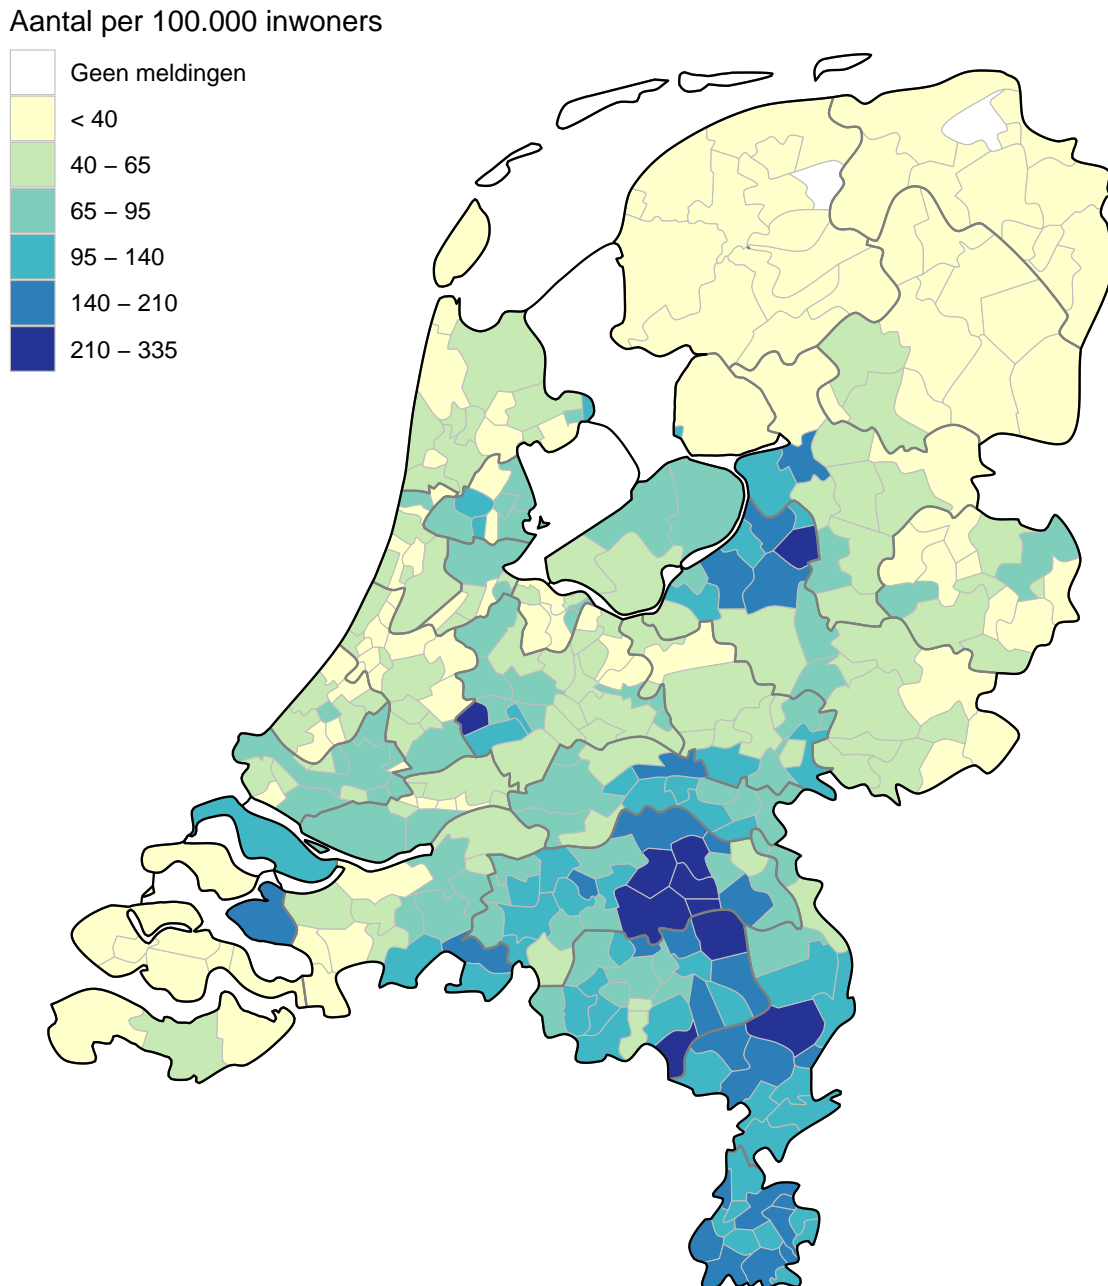 Aantal per 100.000 inwoners
Geen meldingen
< 40
40 – 65
65 – 95
95 – 140
140 – 210
210 – 335